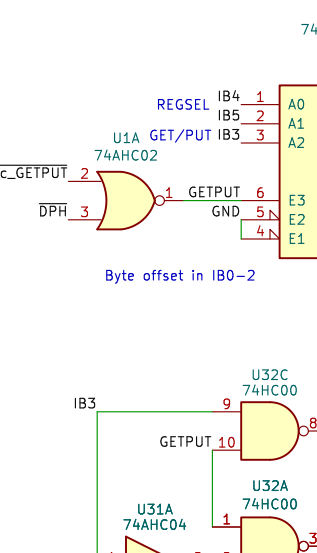 74
REGSEL IB4 1 A0
IB5 2 A1
GET/PUT IB3 3 A2
U1A
74AHC02
c_GETPUT 2
1 GETPUT 6 E3
DPH 3
GND 5 E2
4 E1
Byte offset in IB0-2
U32C
74HC00
IB3 9
8
GETPUT 10
U32A
74HC00
U31A
74AHC04
1
3